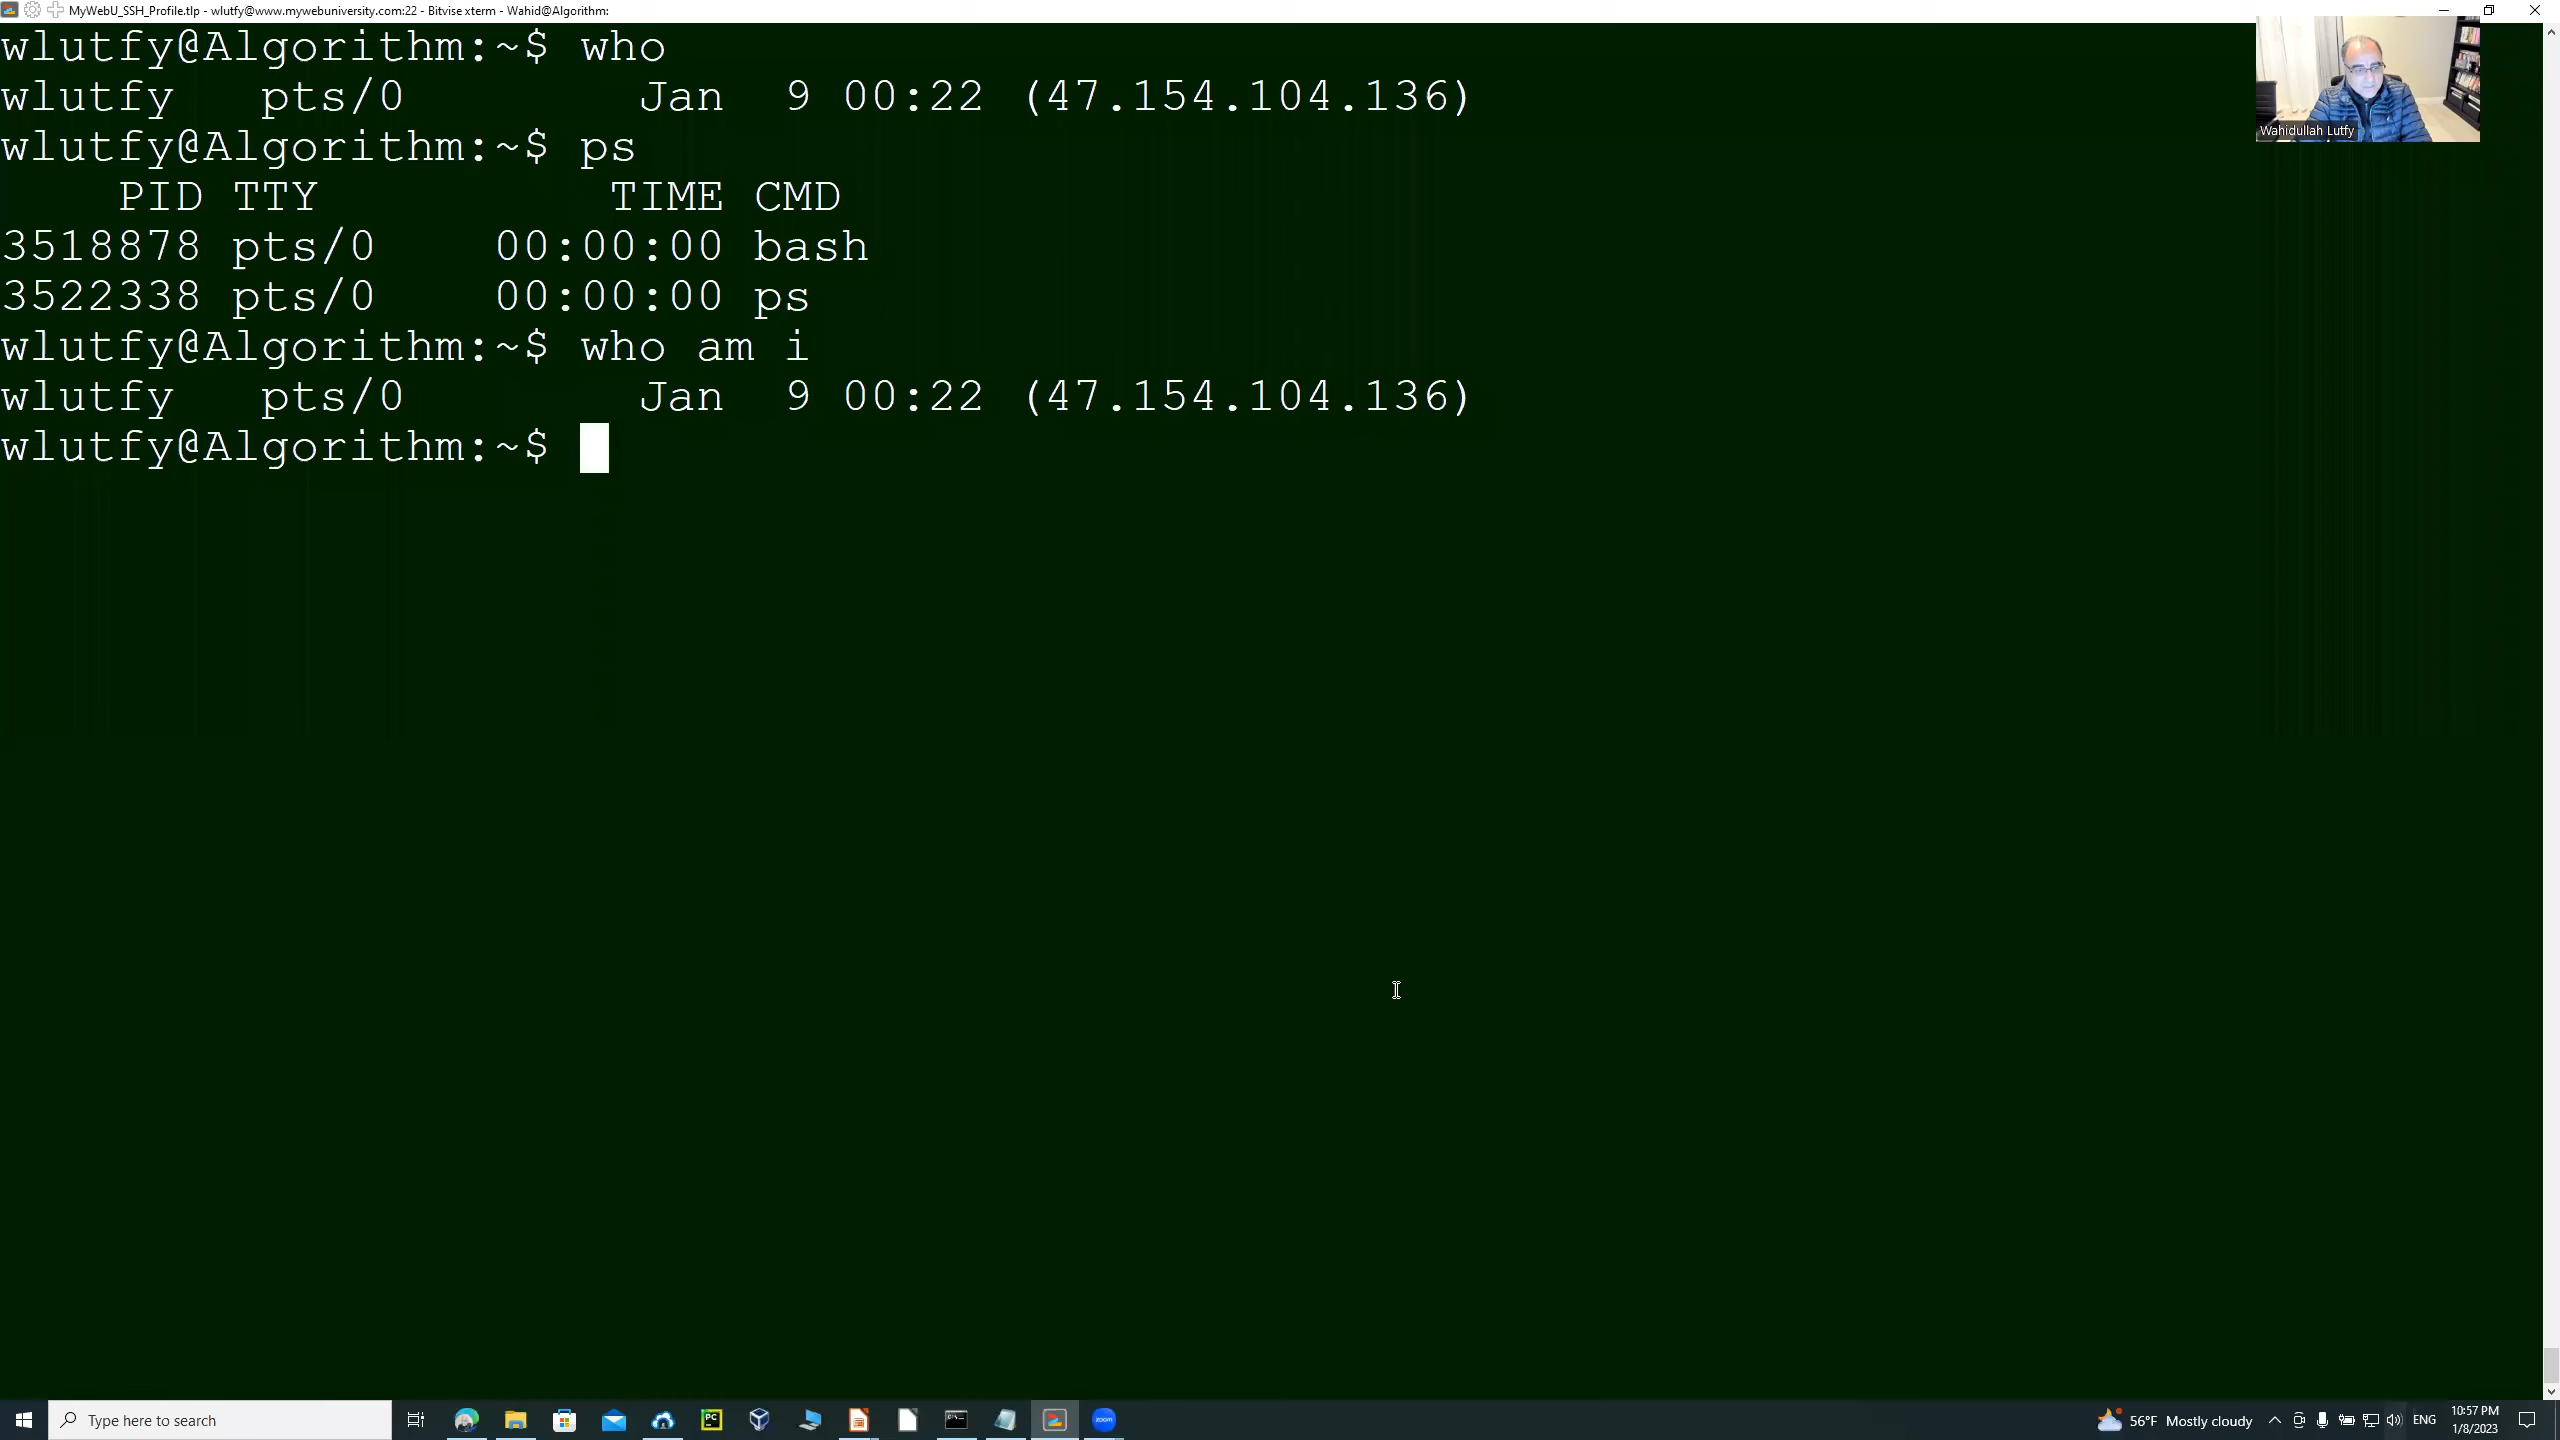 MyWebU_SSH_Profile.tlp - wlutfy@www.mywebuniversity.com:22 - Bitvise xterm - Wahid@Algorithm:
wlutfy@Algorithm:~$ who
wlutfy   pts/0        Jan  9 00:22 (47.154.104.136)
wlutfy@Algorithm:~$ ps
    PID TTY          TIME CMD
3518878 pts/0    00:00:00 bash
3522338 pts/0    00:00:00 ps
wlutfy@Algorithm:~$ who am i
wlutfy   pts/0        Jan  9 00:22 (47.154.104.136)
wlutfy@Algorithm:~$
Wahidullah Lutfy
Type here to search
PC
zoom
56°F Mostly cloudy
ENG
10:57 PM
1/8/2023